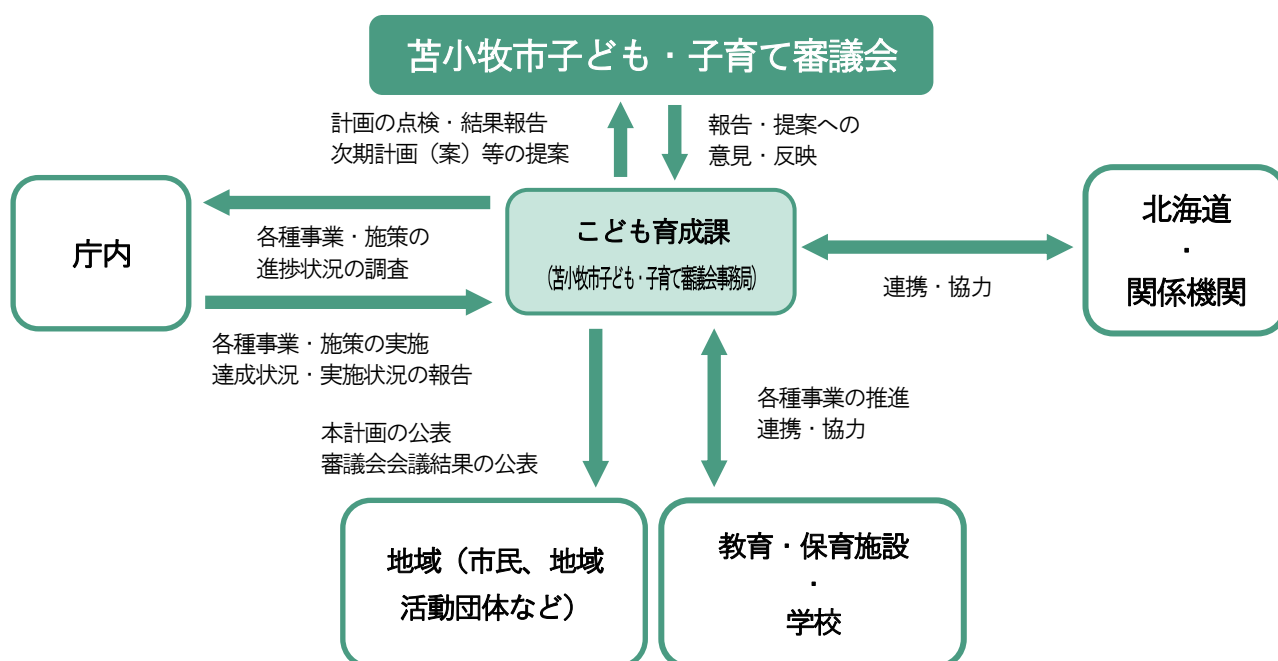 苫小牧市子ども・子育て審議会
計画の点検・結果報告
次期計画（案）等の提案
報告・提案への
意見・反映
庁内
各種事業・施策の
進捗状況の調査
こども育成課
（苫小牧市子ども・子育て審議会事務局）
連携・協力
北海道
・
関係機関
各種事業・施策の実施
達成状況・実施状況の報告
本計画の公表
審議会会議結果の公表
各種事業の推進
連携・協力
地域（市民、地域
活動団体など）
教育・保育施設
・
学校